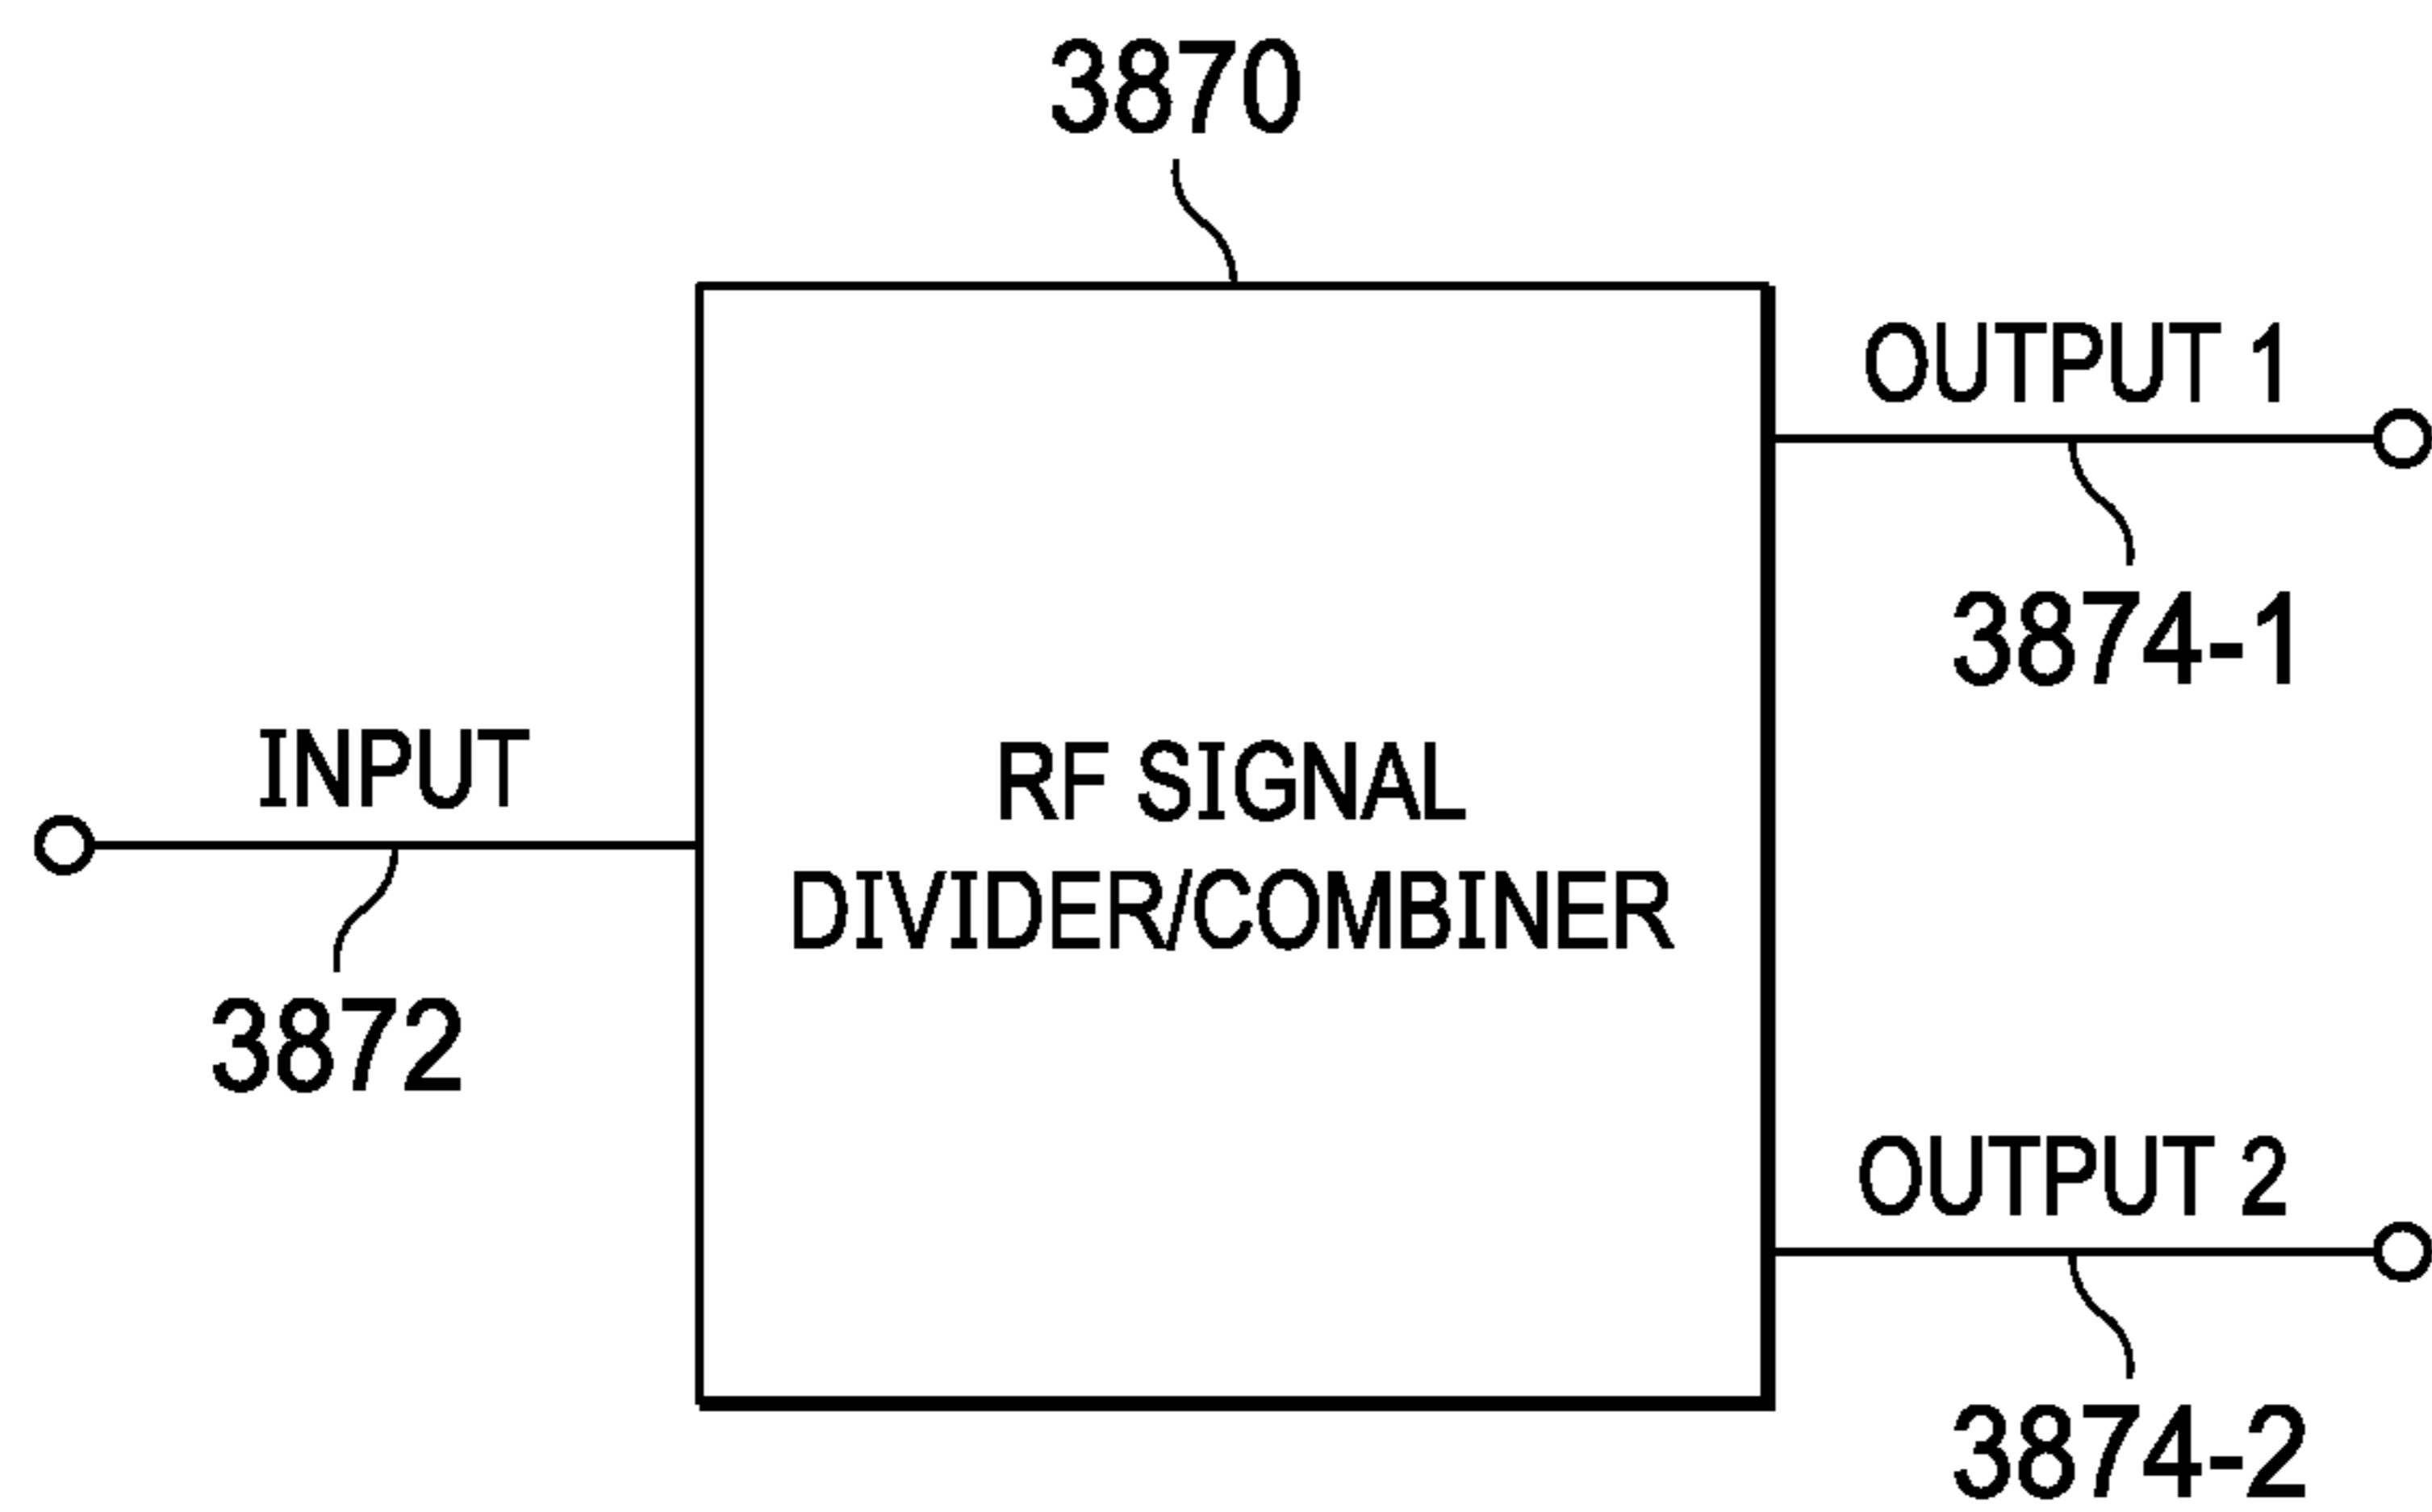 3870
OUTPUT 1
3874-1
INPUT
RF SIGNAL
DIVIDER/COMBINER
3872
OUTPUT 2
3874-2